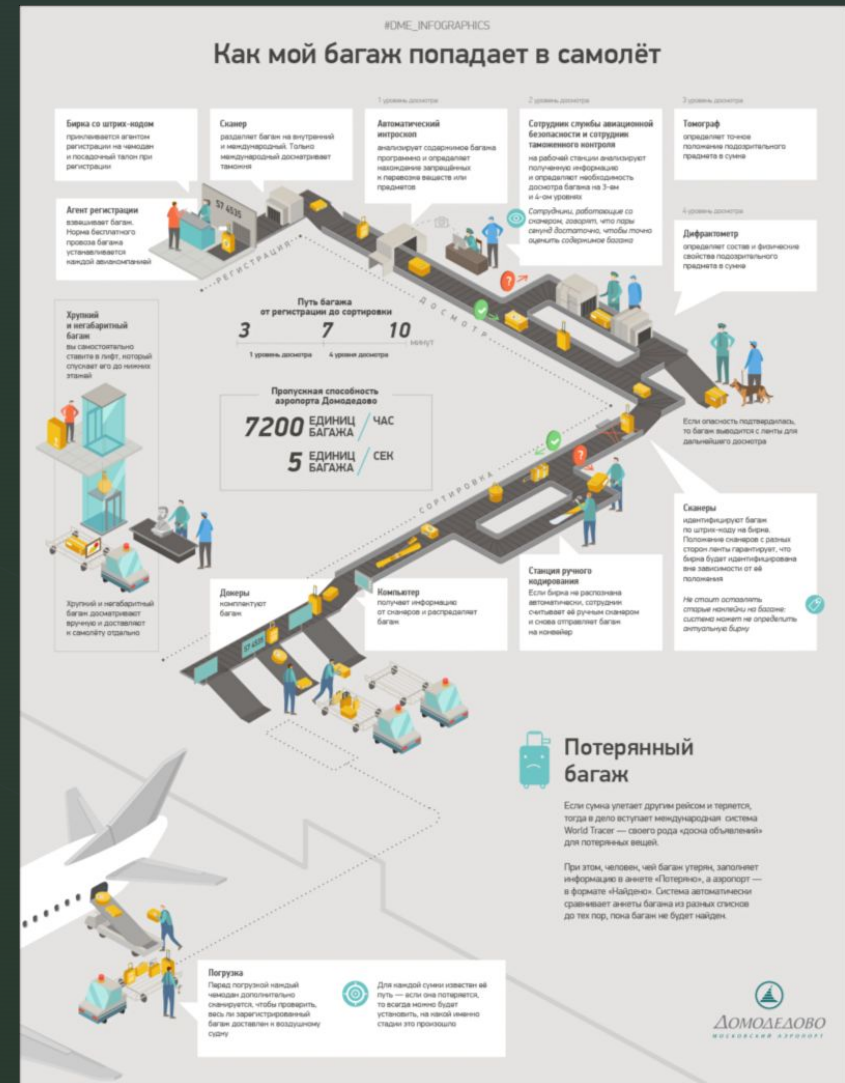 #DME_INFOGRAPHICS
Как мой багаж попадает в самолёт
Бирка со штрих-кодом
приклеивается агентом
регистрации на чемодан
и посадочный талон при
регистрации
Сканер
разделяет багаж на внутренний
и международный. Только
международный досматривает
таможня
1 уровень досмотра
Автоматический
интроскоп
анализирует содержимое багажа
программно и определяет
нахождение запрещённых
к перевозке веществ или
предметов
2 уровень досмотра
Сотрудник службы авиационной
безопасности и сотрудник
таможенного контроля
на рабочей станции анализируют
полученную информацию
и определяют необходимость
досмотра багажа на 3-ем
и 4-ом уровнях
Сотрудники, работающие со
сканером, говорят, что пары
секунд достаточно, чтобы точно
оценить содержимое багажа
3 уровень досмотра
Томограф
определяет точное
положение подозрительного
предмета в сумке
4 уровень досмотра
Дифрактометр
определяет состав и физические
свойства подозрительного
предмета в сумке
Агент регистрации
взвешивает багаж.
Норма бесплатного
провоза багажа
устанавливается
каждой авиакомпанией
S7 4535
РЕГИСТРАЦИЯ
ДОСМОТР
Хрупкий
и негабаритный
багаж
вы самостоятельно
ставите в лифт, который
спускает его до нижних
этажей
Путь багажа
от регистрации до сортировки
3 7 10
минут
1 уровень досмотра 4 уровня досмотра
Пропускная способность
аэропорта Домодедово
7200 ЕДИНИЦ БАГАЖА / ЧАС
5 ЕДИНИЦ БАГАЖА / СЕК
Если опасность подтвердилась,
то багаж выводится с ленты для
дальнейшего досмотра
СОРТИРОВКА
Сканеры
идентифицируют багаж
по штрих-коду на бирке.
Положение сканеров с разных
сторон ленты гарантирует, что
бирка будет идентифицирована
вне зависимости от её
положения
Не стоит оставлять
старые наклейки на багаже:
система может не определить
актуальную бирку
Станция ручного
кодирования
Если бирка не распознана
автоматически, сотрудник
считывает её ручным сканером
и снова отправляет багаж
на конвейер
Компьютер
получает информацию
от сканеров и распределяет
багаж
Докеры
комплектуют
багаж
Хрупкий и негабаритный
багаж досматривают
вручную и доставляют
к самолёту отдельно
S7 4535
Потерянный
багаж
Если сумка улетает другим рейсом и теряется,
тогда в дело вступает международная система
World Tracer — своего рода «доска объявлений»
для потерянных вещей.
При этом, человек, чей багаж утерян, заполняет
информацию в анкете «Потеряно», а аэропорт —
в формате «Найдено». Система автоматически
сравнивает анкеты багажа из разных списков
до тех пор, пока багаж не будет найден.
Погрузка
Перед погрузкой каждый
чемодан дополнительно
сканируется, чтобы проверить,
весь ли зарегистрированный
багаж доставлен к воздушному
судну
Для каждой сумки известен её
путь — если она потеряется,
то всегда можно будет
установить, на какой именно
стадии это произошло
ДОМОДЕДОВО
МОСКОВСКИЙ АЭРОПОРТ